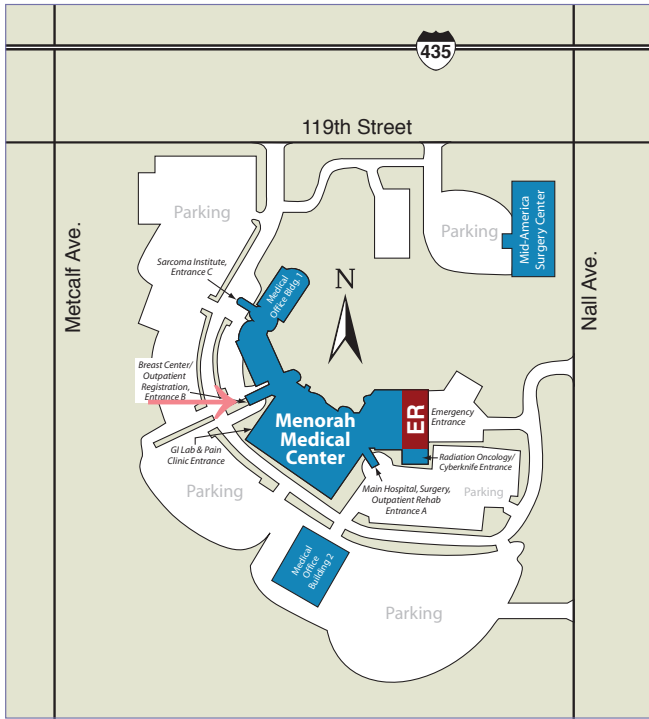 435
119th Street
Metcalf Ave.
Nall Ave.
Parking
Parking
Mid-America
Surgery Center
Sarcoma Institute,
Entrance C
Medical
Office Bldg. 1
N
Breast Center/
Outpatient
Registration,
Entrance B
Menorah
Medical
Center
ER
Emergency
Entrance
GI Lab & Pain
Clinic Entrance
Radiation Oncology/
Cyberknife Entrance
Main Hospital, Surgery,
Outpatient Rehab
Entrance A
Parking
Parking
Medical
Office
Building 2
Parking